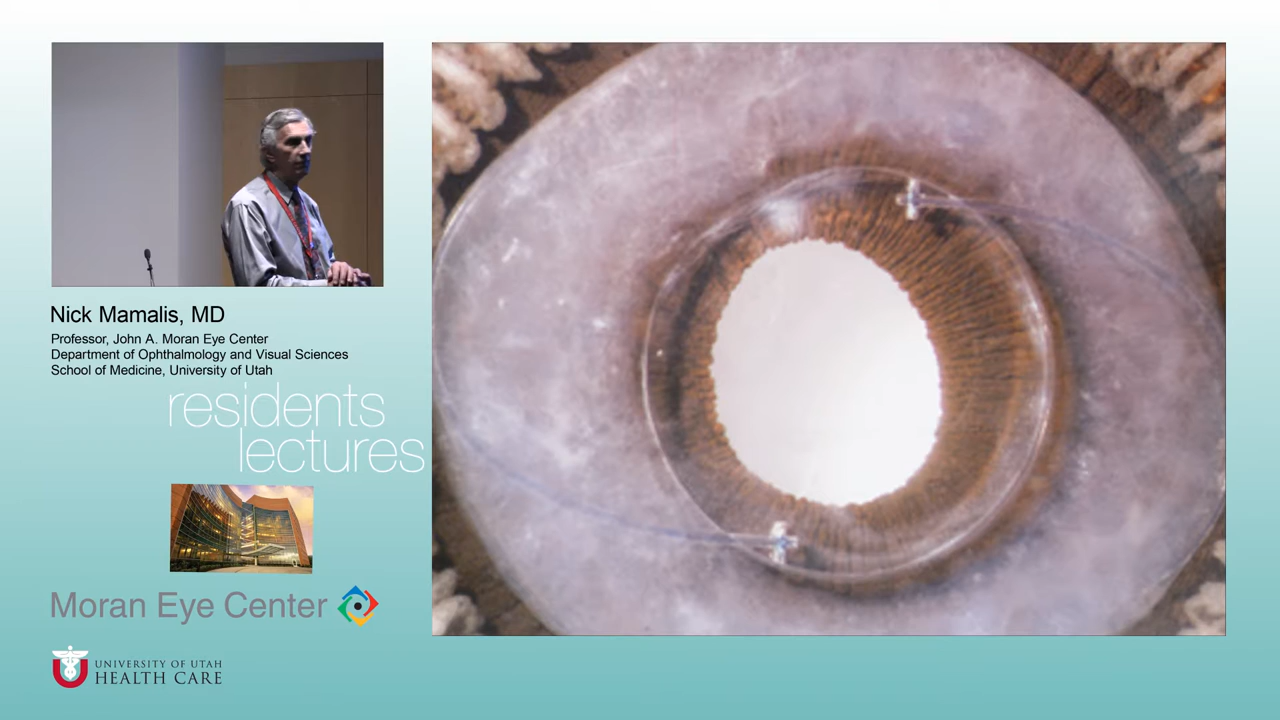 Nick Mamalis, MD
Professor, John A. Moran Eye Center
Department of Ophthalmology and Visual Sciences
School of Medicine, University of Utah
residents
lectures
Moran Eye Center
UNIVERSITY OF UTAH
HEALTH CARE